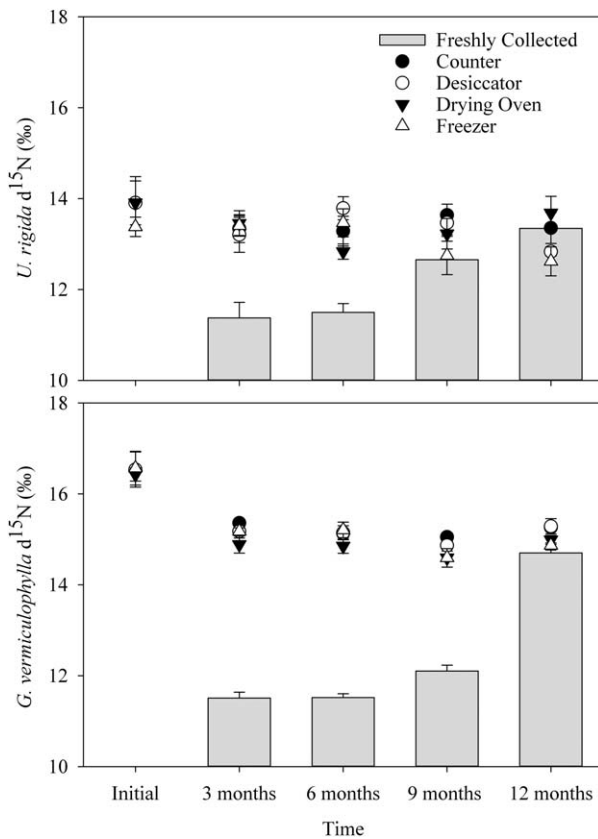 18
16
14
12
10
U. rigida d15N (‰)
Freshly Collected
Counter
Desiccator
Drying Oven
Freezer
18
16
14
12
10
G. vermiculophylla d15N (‰)
Initial 3 months 6 months 9 months 12 months
Time